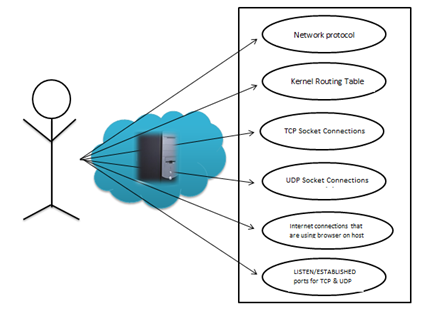 Network protocol
Kernel Routing Table
TCP Socket Connections
UDP Socket Connections
Internet connections that
are using browser on host
LISTEN/ESTABLISHED
ports for TCP & UDP